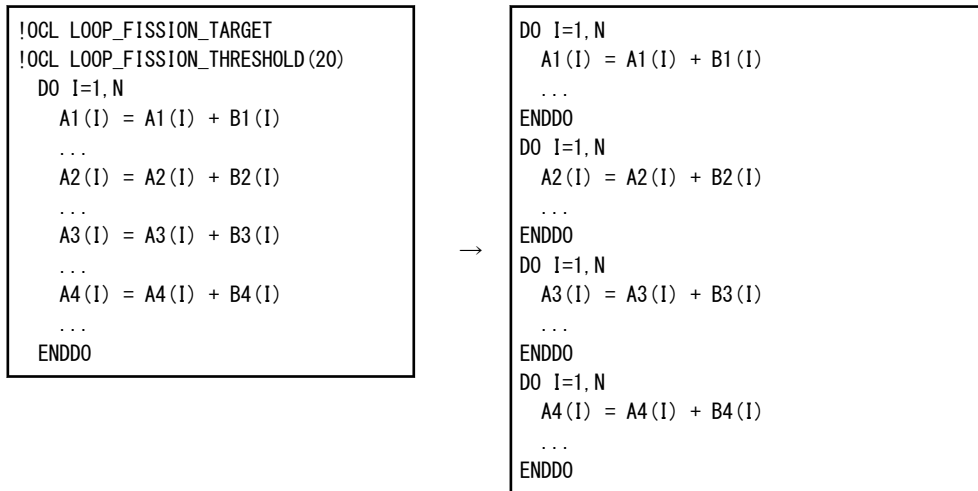 !OCL LOOP_FISSION_TARGET
!OCL LOOP_FISSION_THRESHOLD(20)
DO I=1,N
A1(I) = A1(I) + B1(I)
...
A2(I) = A2(I) + B2(I)
...
A3(I) = A3(I) + B3(I)
...
A4(I) = A4(I) + B4(I)
...
ENDDO
→
DO I=1,N
A1(I) = A1(I) + B1(I)
...
ENDDO
DO I=1,N
A2(I) = A2(I) + B2(I)
...
ENDDO
DO I=1,N
A3(I) = A3(I) + B3(I)
...
ENDDO
DO I=1,N
A4(I) = A4(I) + B4(I)
...
ENDDO